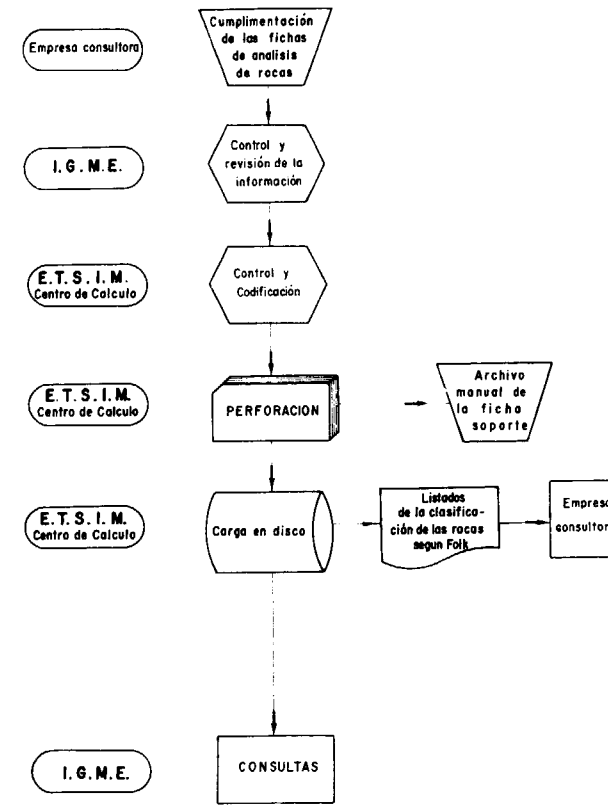 Empresa consultora
Cumplimentación
de las fichas
de analisis
de rocas
I. G. M. E.
Control y
revisión de la
información
E. T. S. I. M.
Centro de Calculo
Control y
Codificación
E. T. S. I. M.
Centro de Calculo
PERFORACION
Archivo
manual de
la ficha
soporte
E. T. S. I. M.
Centro de Calculo
Carga en disco
Listados
de la clasifica-
ción de las rocas
segun Folk
Empresa
consultor
I. G. M. E.
CONSULTAS